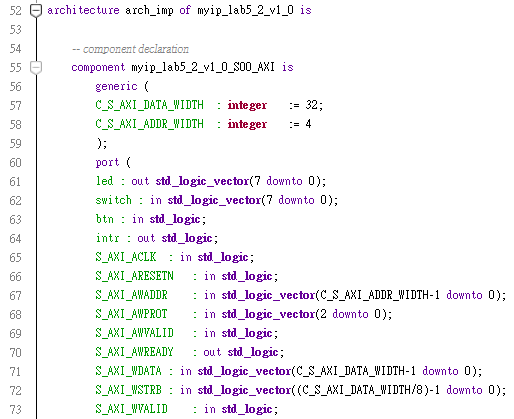 52 architecture arch_imp of myip_lab5_2_v1_0 is
53
54 -- component declaration
55 component myip_lab5_2_v1_0_S00_AXI is
56 generic (
57 C_S_AXI_DATA_WIDTH : integer := 32;
58 C_S_AXI_ADDR_WIDTH : integer := 4
59 );
60 port (
61 led : out std_logic_vector(7 downto 0);
62 switch : in std_logic_vector(7 downto 0);
63 btn : in std_logic;
64 intr : out std_logic;
65 S_AXI_ACLK : in std_logic;
66 S_AXI_ARESETN : in std_logic;
67 S_AXI_AWADDR : in std_logic_vector(C_S_AXI_ADDR_WIDTH-1 downto 0);
68 S_AXI_AWPROT : in std_logic_vector(2 downto 0);
69 S_AXI_AWVALID : in std_logic;
70 S_AXI_AWREADY : out std_logic;
71 S_AXI_WDATA : in std_logic_vector(C_S_AXI_DATA_WIDTH-1 downto 0);
72 S_AXI_WSTRB : in std_logic_vector((C_S_AXI_DATA_WIDTH/8)-1 downto 0);
73 S_AXI_WVALID : in std_logic;